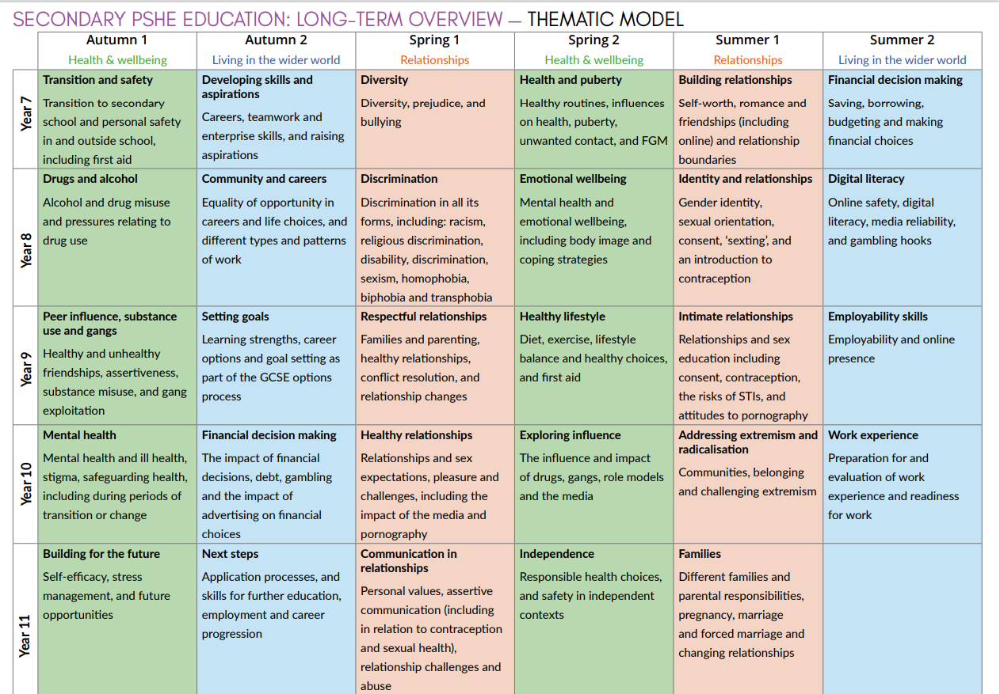 SECONDARY PSHE EDUCATION: LONG-TERM OVERVIEW — THEMATIC MODEL
Autumn 1
Health & wellbeing
Autumn 2
Living in the wider world
Spring 1
Relationships
Spring 2
Health & wellbeing
Summer 1
Relationships
Summer 2
Living in the wider world
Year 7
Transition and safety
Transition to secondary
school and personal safety
in and outside school,
including first aid
Developing skills and
aspirations
Careers, teamwork and
enterprise skills, and raising
aspirations
Diversity
Diversity, prejudice, and
bullying
Health and puberty
Healthy routines, influences
on health, puberty,
unwanted contact, and FGM
Building relationships
Self-worth, romance and
friendships (including
online) and relationship
boundaries
Financial decision making
Saving, borrowing,
budgeting and making
financial choices
Year 8
Drugs and alcohol
Alcohol and drug misuse
and pressures relating to
drug use
Community and careers
Equality of opportunity in
careers and life choices, and
different types and patterns
of work
Discrimination
Discrimination in all its
forms, including: racism,
religious discrimination,
disability, discrimination,
sexism, homophobia,
biphobia and transphobia
Emotional wellbeing
Mental health and
emotional wellbeing,
including body image and
coping strategies
Identity and relationships
Gender identity,
sexual orientation,
consent, ‘sexting’, and
an introduction to
contraception
Digital literacy
Online safety, digital
literacy, media reliability,
and gambling hooks
Year 9
Peer influence, substance
use and gangs
Healthy and unhealthy
friendships, assertiveness,
substance misuse, and gang
exploitation
Setting goals
Learning strengths, career
options and goal setting as
part of the GCSE options
process
Respectful relationships
Families and parenting,
healthy relationships,
conflict resolution, and
relationship changes
Healthy lifestyle
Diet, exercise, lifestyle
balance and healthy choices,
and first aid
Intimate relationships
Relationships and sex
education including
consent, contraception,
the risks of STIs, and
attitudes to pornography
Employability skills
Employability and online
presence
Year 10
Mental health
Mental health and ill health,
stigma, safeguarding health,
including during periods of
transition or change
Financial decision making
The impact of financial
decisions, debt, gambling
and the impact of
advertising on financial
choices
Healthy relationships
Relationships and sex
expectations, pleasure and
challenges, including the
impact of the media and
pornography
Exploring influence
The influence and impact
of drugs, gangs, role models
and the media
Addressing extremism and
radicalisation
Communities, belonging
and challenging extremism
Work experience
Preparation for and
evaluation of work
experience and readiness
for work
Year 11
Building for the future
Self-efficacy, stress
management, and future
opportunities
Next steps
Application processes, and
skills for further education,
employment and career
progression
Communication in
relationships
Personal values, assertive
communication (including
in relation to contraception
and sexual health),
relationship challenges and
abuse
Independence
Responsible health choices,
and safety in independent
contexts
Families
Different families and
parental responsibilities,
pregnancy, marriage
and forced marriage and
changing relationships